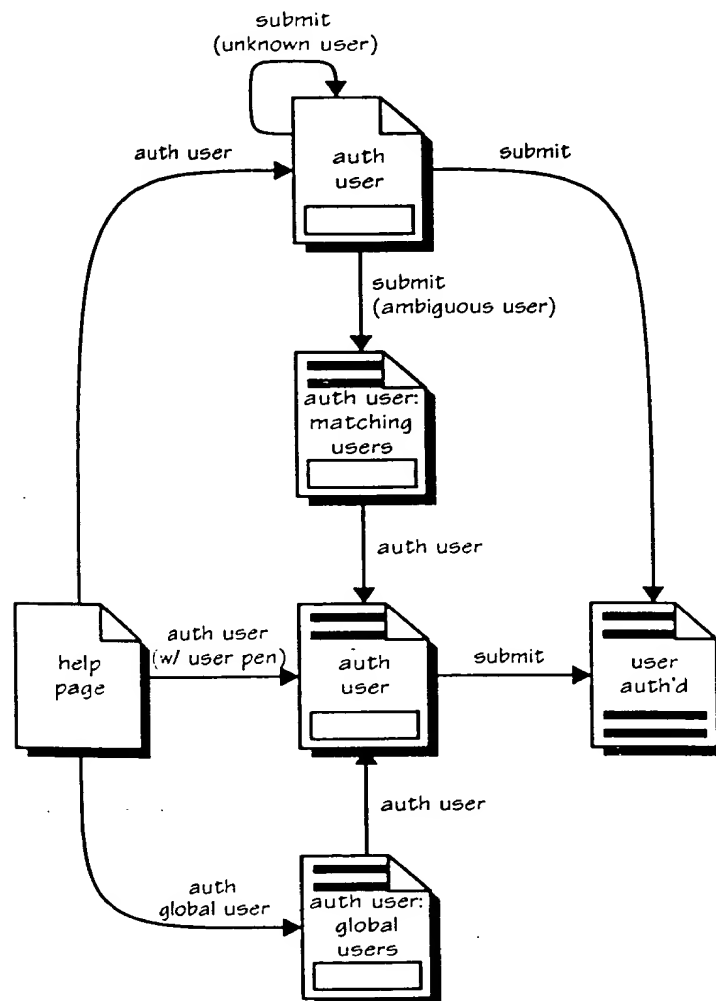 submit
(unknown user)
auth user
auth
user
submit
submit
(ambiguous user)
auth user:
matching
users
auth user
help
page
auth user
(w/ user pen)
auth
user
submit
user
auth'd
auth user
auth
global user
auth user:
global
users